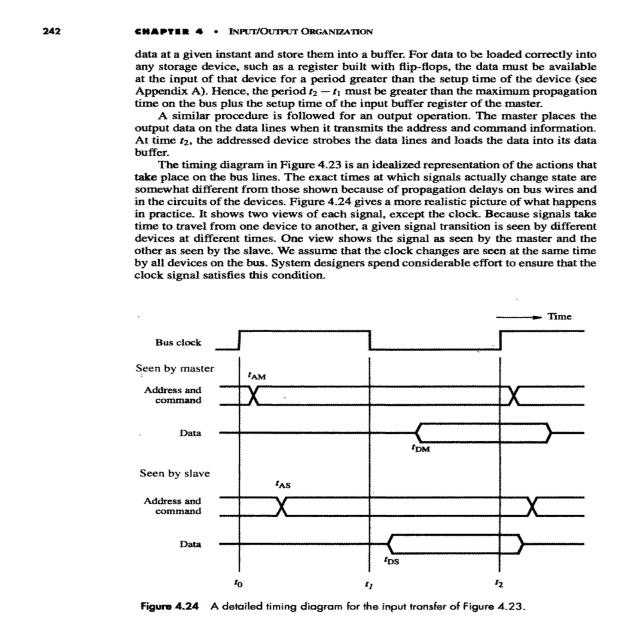 242 CHAPTER 4 • INPUT/OUTPUT ORGANIZATION
data at a given instant and store them into a buffer. For data to be loaded correctly into
any storage device, such as a register built with flip-flops, the data must be available
at the input of that device for a period greater than the setup time of the device (see
Appendix A). Hence, the period t2 − t1 must be greater than the maximum propagation
time on the bus plus the setup time of the input buffer register of the master.
A similar procedure is followed for an output operation. The master places the
output data on the data lines when it transmits the address and command information.
At time t2, the addressed device strobes the data lines and loads the data into its data
buffer.
The timing diagram in Figure 4.23 is an idealized representation of the actions that
take place on the bus lines. The exact times at which signals actually change state are
somewhat different from those shown because of propagation delays on bus wires and
in the circuits of the devices. Figure 4.24 gives a more realistic picture of what happens
in practice. It shows two views of each signal, except the clock. Because signals take
time to travel from one device to another, a given signal transition is seen by different
devices at different times. One view shows the signal as seen by the master and the
other as seen by the slave. We assume that the clock changes are seen at the same time
by all devices on the bus. System designers spend considerable effort to ensure that the
clock signal satisfies this condition.
Time
Bus clock
Seen by master
tAM
Address and
command
Data
tDM
Seen by slave
tAS
Address and
command
Data
tDS
t0 t1 t2
Figure 4.24 A detailed timing diagram for the input transfer of Figure 4.23.